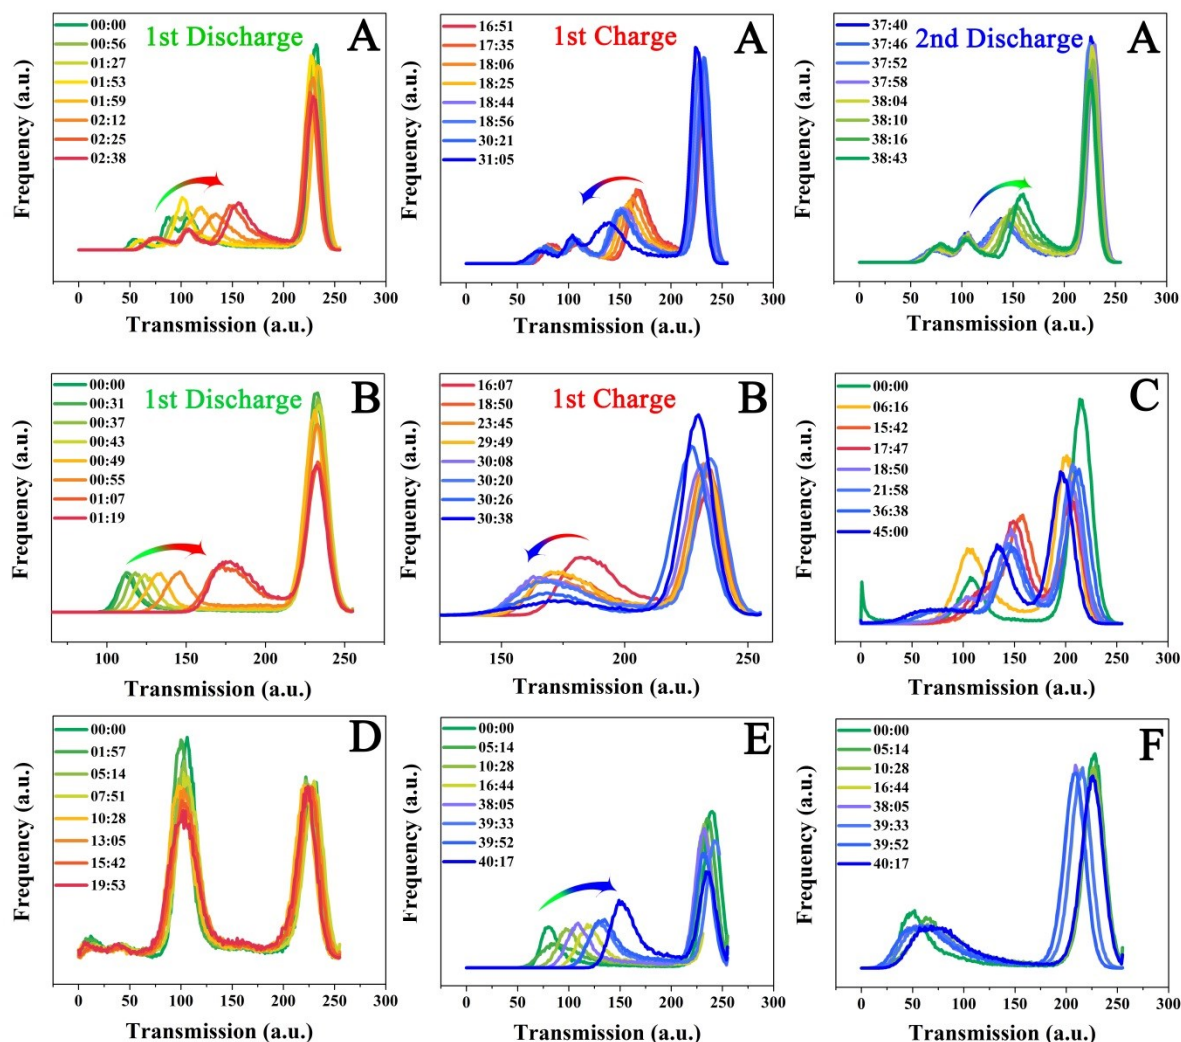 00:00
00:56
01:27
01:53
01:59
02:12
02:25
02:38
1st Discharge
A
Frequency (a.u.)
0 50 100 150 200 250 300
Transmission (a.u.)
16:51
17:35
18:06
18:25
18:44
18:56
30:21
31:05
1st Charge
A
Frequency (a.u.)
0 50 100 150 200 250 300
Transmission (a.u.)
37:40
37:46
37:52
37:58
38:04
38:10
38:16
38:43
2nd Discharge
A
Frequency (a.u.)
0 50 100 150 200 250 300
Transmission (a.u.)
00:00
00:31
00:37
00:43
00:49
00:55
01:07
01:19
1st Discharge
B
Frequency (a.u.)
100 150 200 250
Transmission (a.u.)
16:07
18:50
23:45
29:49
30:08
30:20
30:26
30:38
1st Charge
B
Frequency (a.u.)
150 200 250
Transmission (a.u.)
00:00
06:16
15:42
17:47
18:50
21:58
36:38
45:00
C
Frequency (a.u.)
0 50 100 150 200 250 300
Transmission (a.u.)
00:00
01:57
05:14
07:51
10:28
13:05
15:42
19:53
D
Frequency (a.u.)
0 50 100 150 200 250 300
Transmission (a.u.)
00:00
05:14
10:28
16:44
38:05
39:33
39:52
40:17
E
Frequency (a.u.)
0 50 100 150 200 250 300
Transmission (a.u.)
00:00
05:14
10:28
16:44
38:05
39:33
39:52
40:17
F
Frequency (a.u.)
0 50 100 150 200 250 300
Transmission (a.u.)